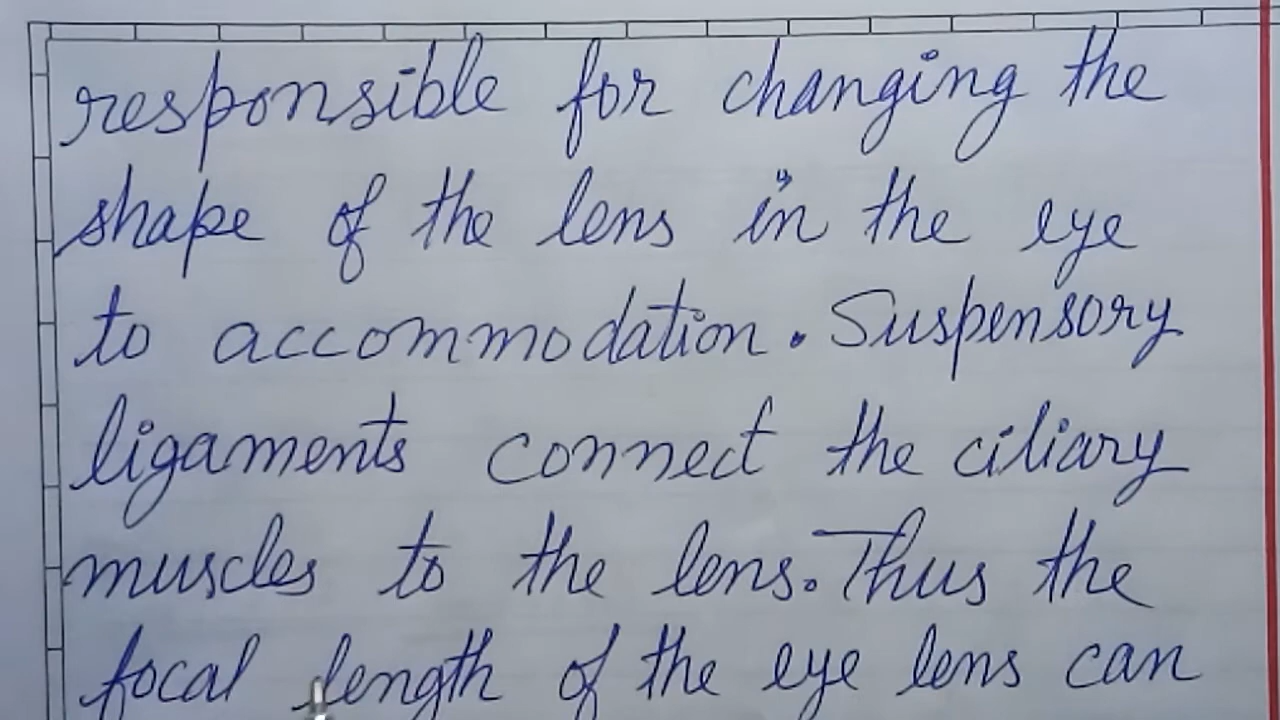 responsible for changing the
shape of the lens in the eye
to accommodation. Suspensory
ligaments connect the ciliary
muscles to the lens. Thus the
focal length of the eye lens can